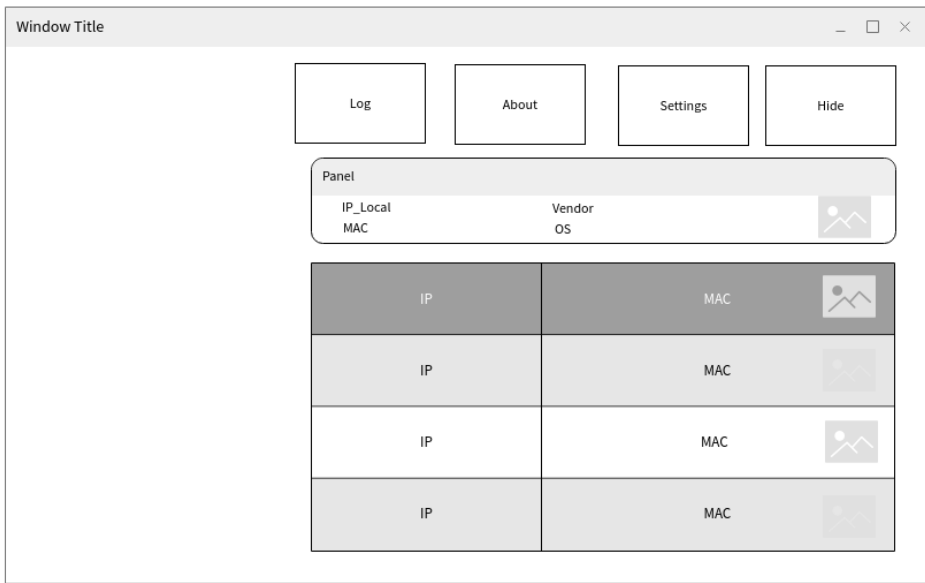 Window Title
Log About Settings Hide
Panel
IP_Local Vendor
MAC OS
IP MAC
IP MAC
IP MAC
IP MAC